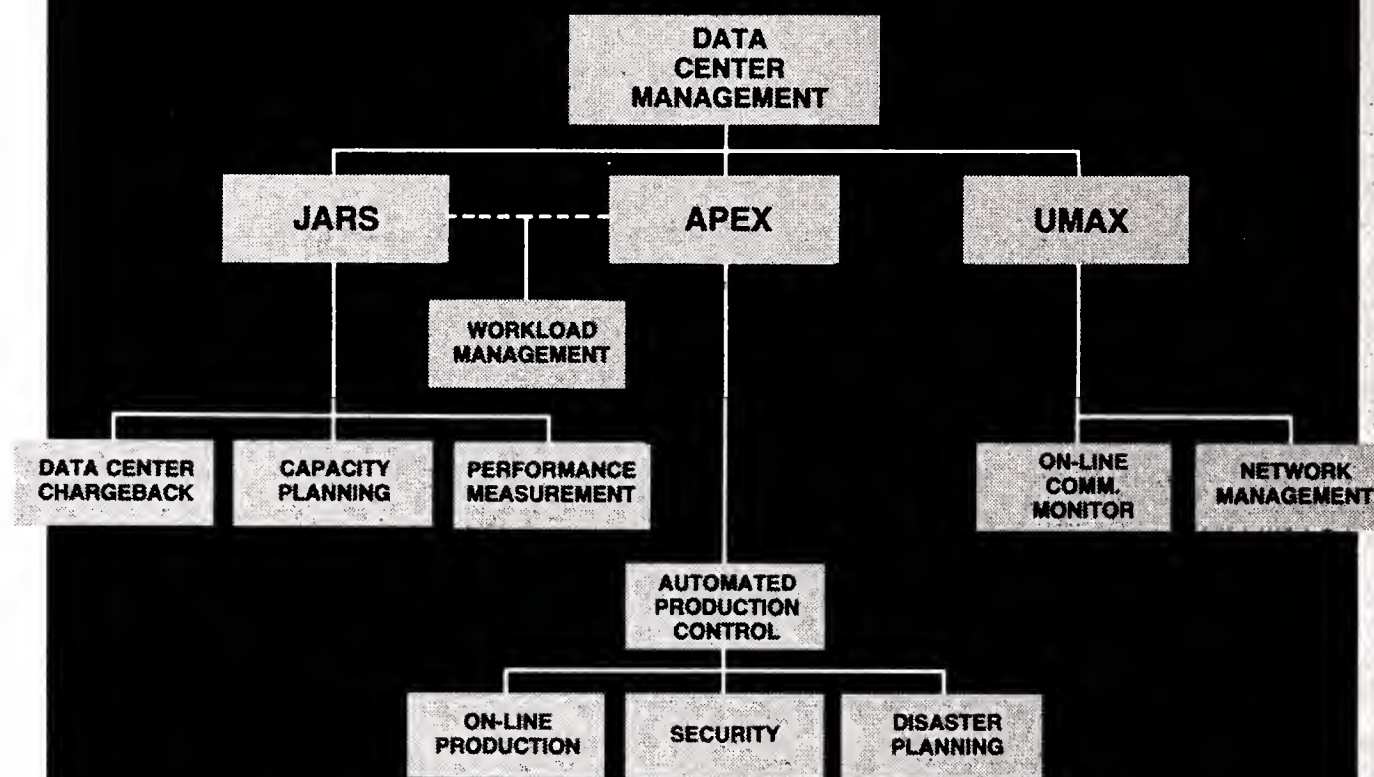 DATA
CENTER
MANAGEMENT
JARS
APEX
UMAX
WORKLOAD
MANAGEMENT
DATA CENTER
CHARGEBACK
CAPACITY
PLANNING
PERFORMANCE
MEASUREMENT
ON-LINE
COMM.
MONITOR
NETWORK
MANAGEMENT
AUTOMATED
PRODUCTION
CONTROL
ON-LINE
PRODUCTION
SECURITY
DISASTER
PLANNING